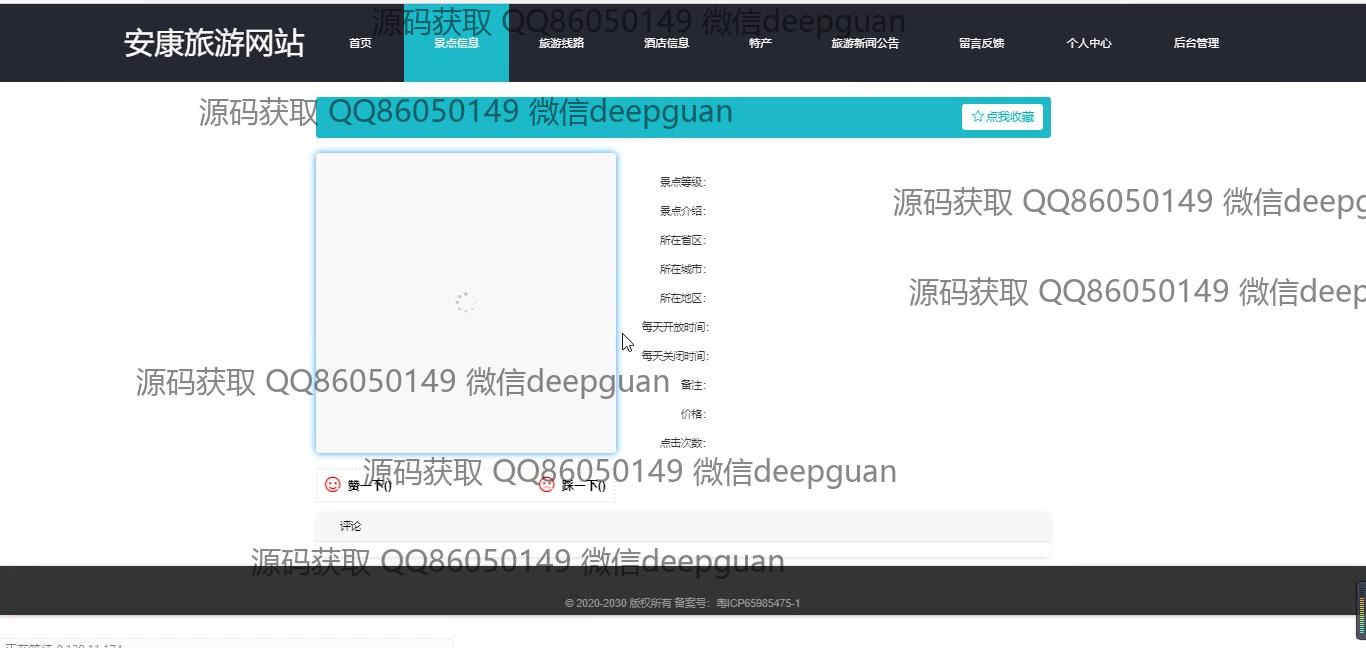 源码获取 QQ86050149 微信deepguan
安康旅游网站
首页
景点信息
旅游线路
酒店信息
特产
旅游新闻公告
留言反馈
个人中心
后台管理
源码获取 QQ86050149 微信deepguan
☆点我收藏
景点等级:
源码获取 QQ86050149 微信deepg
景点介绍:
所在省区:
所在城市:
源码获取 QQ86050149 微信deep
所在地区:
每天开放时间:
每天关闭时间:
源码获取 QQ86050149 微信deepguan
备注:
价格:
点击次数:
源码获取 QQ86050149 微信deepguan
赞一下()
踩一下()
评论
源码获取 QQ86050149 微信deepguan
© 2020-2030 版权所有 备案号: 粤ICP65985475-1